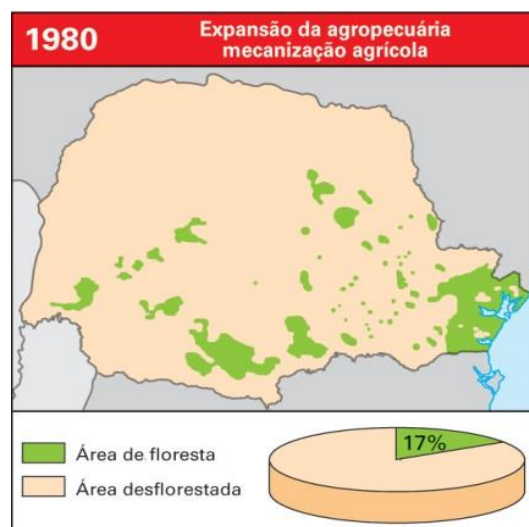 1980
Expansão da agropecuária
mecanização agrícola
Área de floresta
Área desflorestada
17%